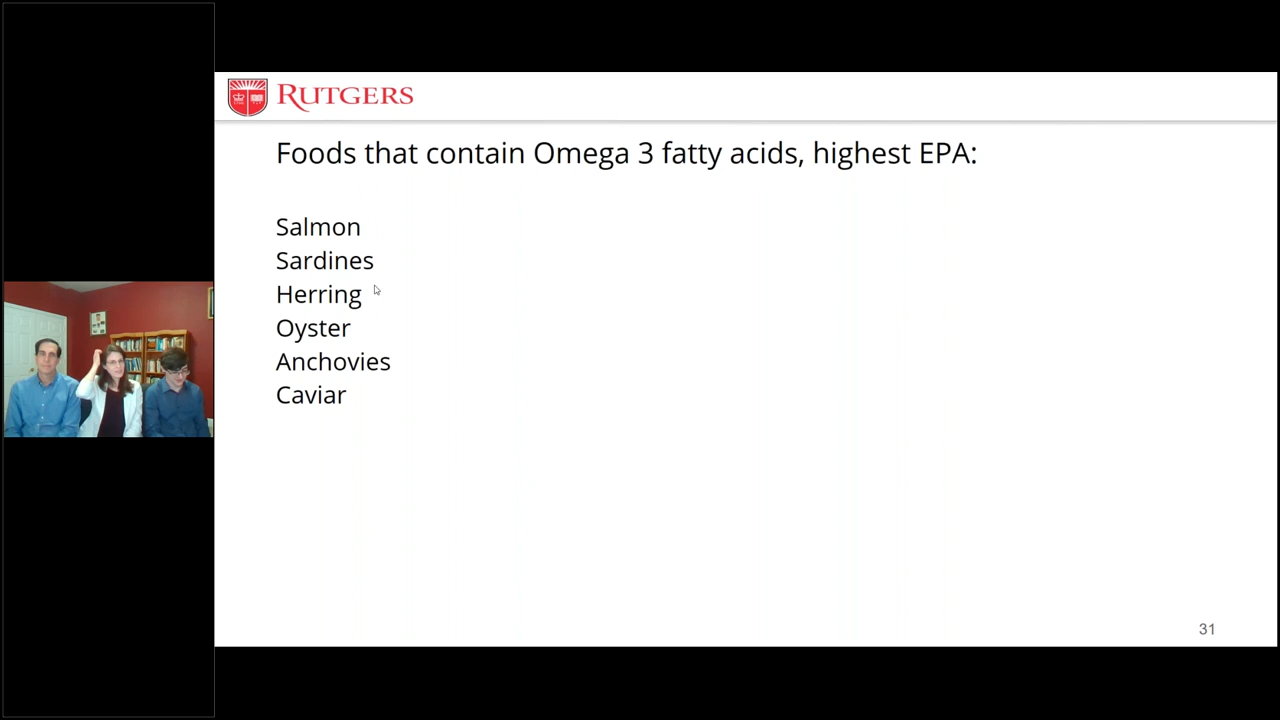 RUTGERS
Foods that contain Omega 3 fatty acids, highest EPA:
Salmon
Sardines
Herring
Oyster
Anchovies
Caviar
31